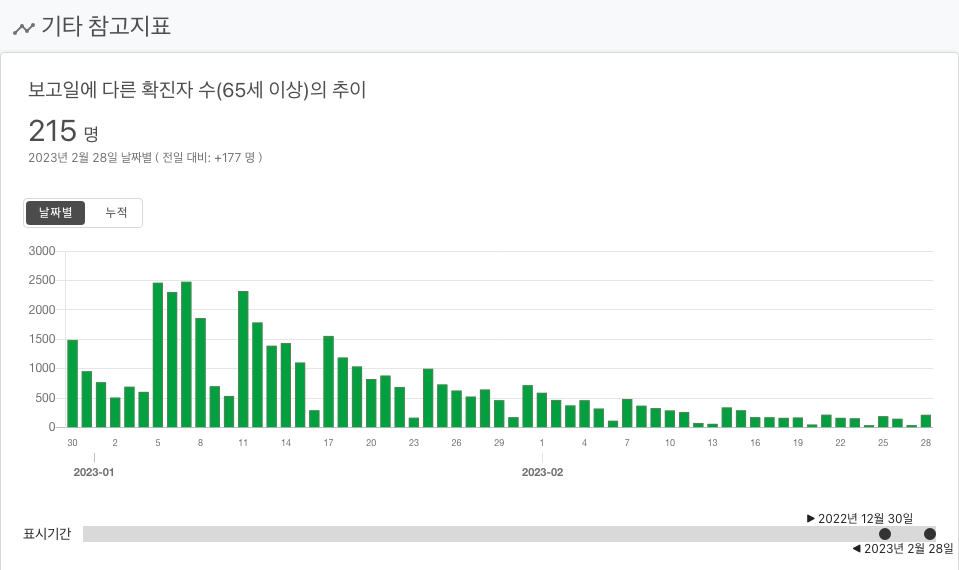 기타 참고지표
보고일에 다른 확진자 수(65세 이상)의 추이
215 명
2023년 2월 28일 날짜별 ( 전일 대비: +177 명 )
날짜별 누적
3000
2500
2000
1500
1000
500
0
30 2 5 8 11 14 17 20 23 26 29 1 4 7 10 13 16 19 22 25 28
2023-01 2023-02
▶ 2022년 12월 30일
표시기간
◀ 2023년 2월 28일